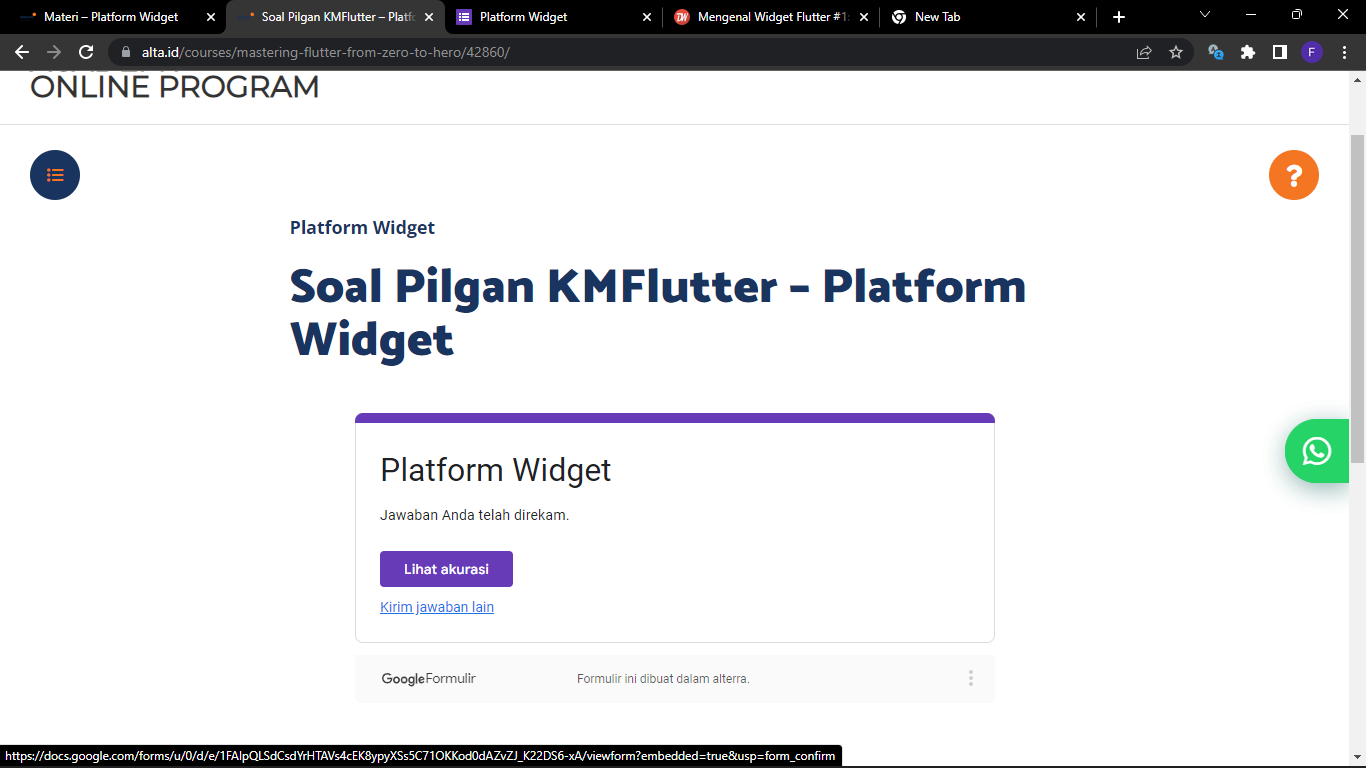 Materi – Platform Widget
Soal Pilgan KMFlutter – Platf
Platform Widget
Mengenal Widget Flutter #1:
New Tab
alta.id/courses/mastering-flutter-from-zero-to-hero/42860/
F
ONLINE PROGRAM
?
Platform Widget
Soal Pilgan KMFlutter – Platform
Widget
Platform Widget
Jawaban Anda telah direkam.
Lihat akurasi
Kirim jawaban lain
Google Formulir
Formulir ini dibuat dalam alterra.
https://docs.google.com/forms/u/0/d/e/1FAIpQLSdCsdYrHTAVs4cEK8ypyXSs5C71OKKod0dAZvZJ_K22DS6-xA/viewform?embedded=true&usp=form_confirm